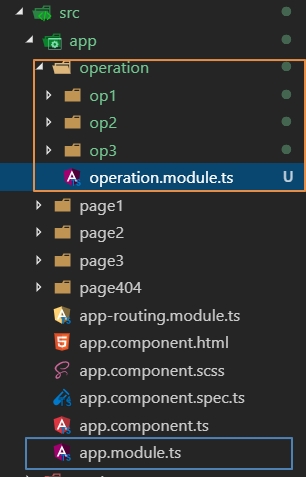 src
app
operation
op1
op2
op3
operation.module.ts U
page1
page2
page3
page404
app-routing.module.ts
app.component.html
app.component.scss
app.component.spec.ts
app.component.ts
app.module.ts